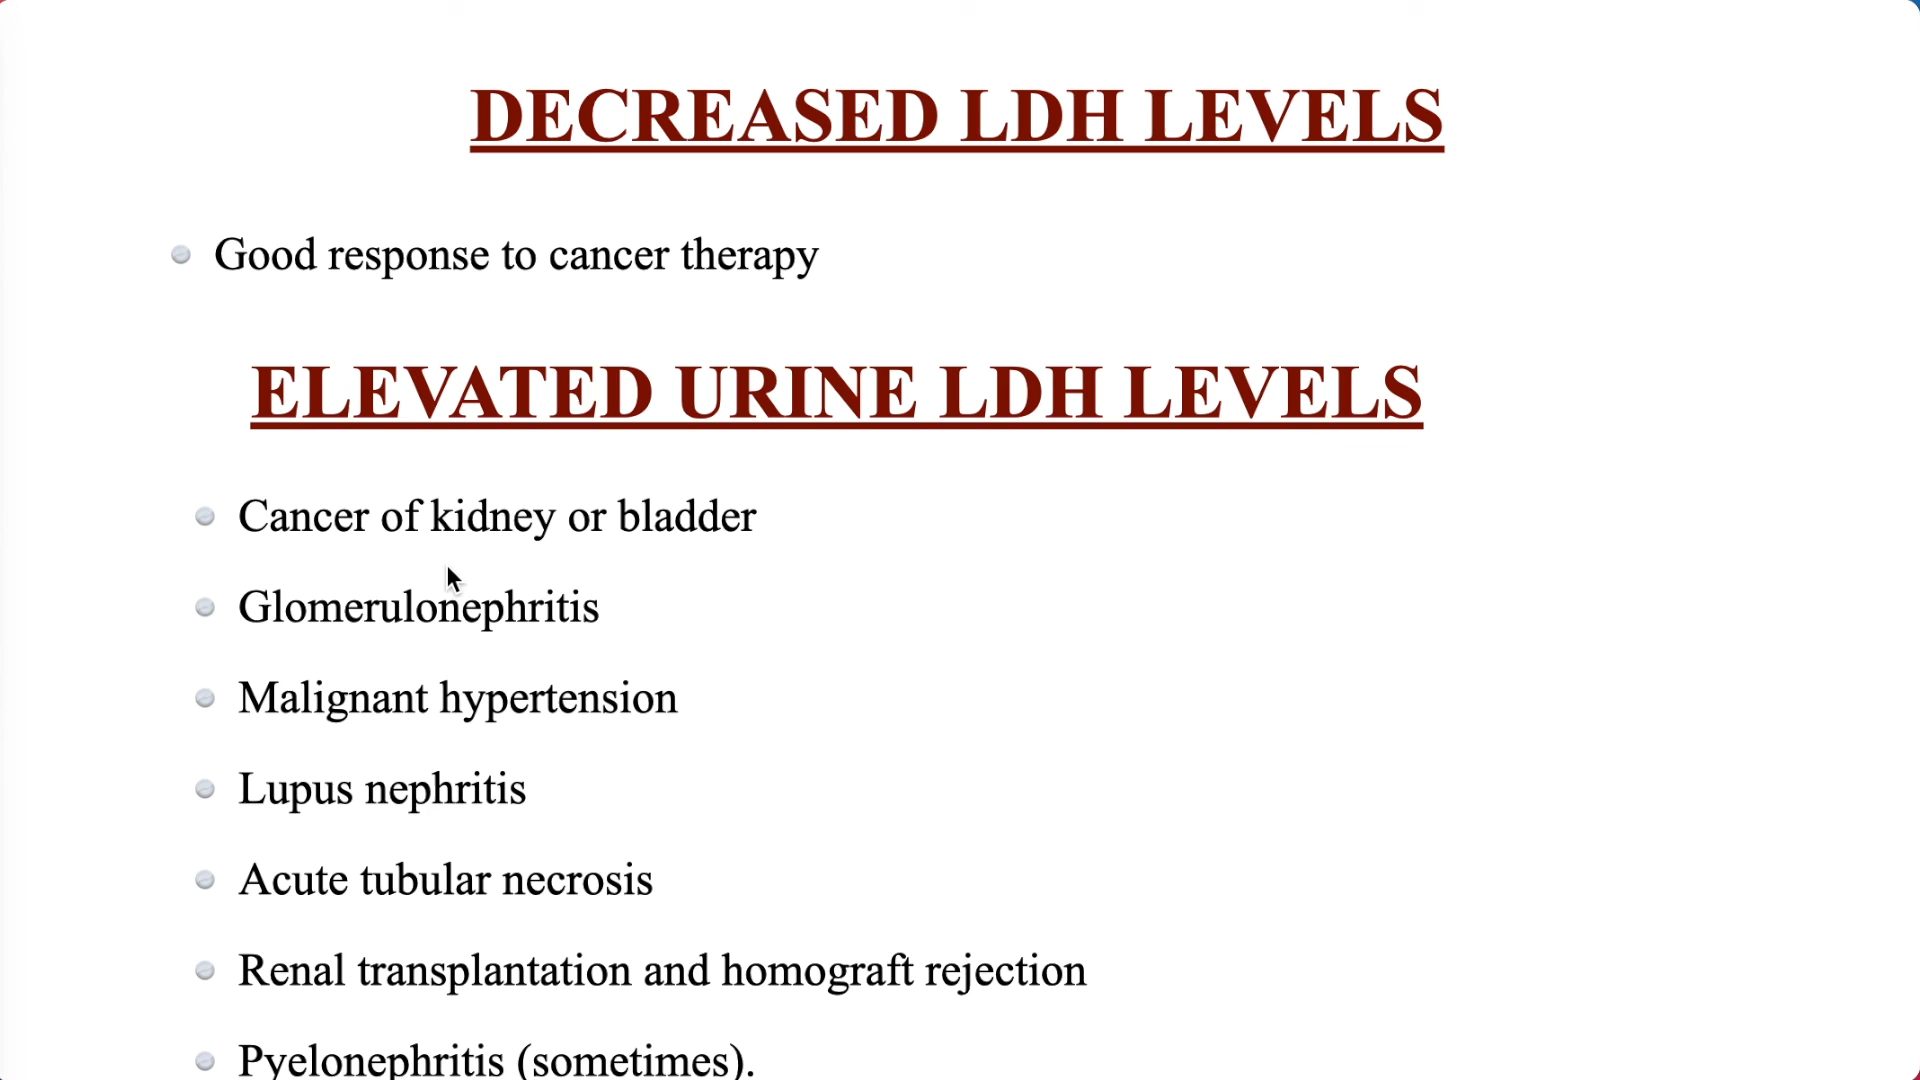 DECREASED LDH LEVELS
Good response to cancer therapy
ELEVATED URINE LDH LEVELS
Cancer of kidney or bladder
Glomerulonephritis
Malignant hypertension
Lupus nephritis
Acute tubular necrosis
Renal transplantation and homograft rejection
Pyelonephritis (sometimes).